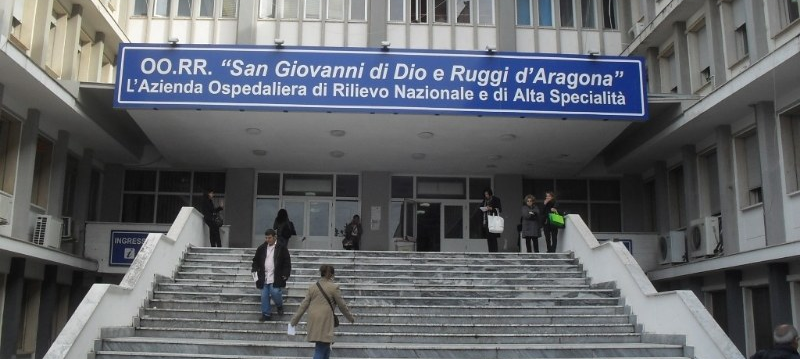 OO.RR. "San Giovanni di Dio e Ruggi d'Aragona"
L'Azienda Ospedaliera di Rilievo Nazionale e di Alta Specialità
INGRESSO